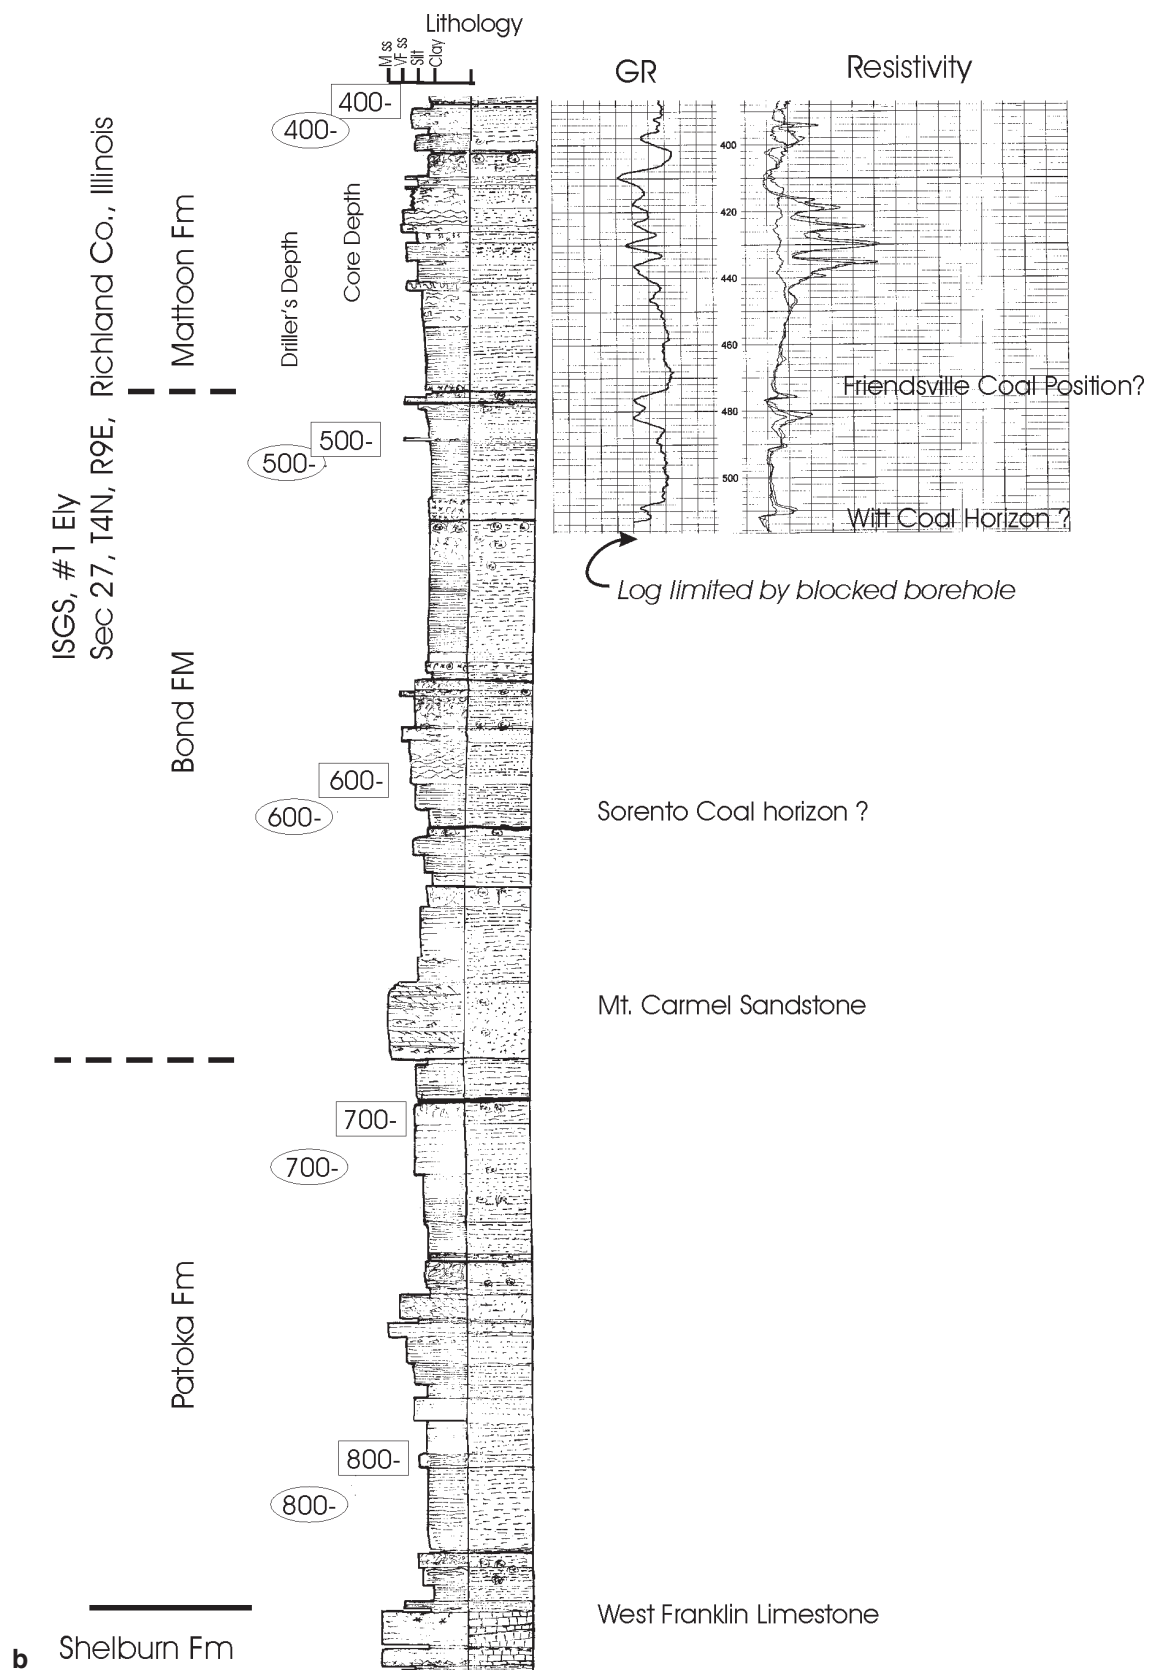 Lithology
M ss
VF ss
Silt
Clay
GR
Resistivity
400-
400-
400
420
440
460
480
500
Driller's Depth
Core Depth
ISGS, #1 Ely
Sec 27, T4N, R9E, Richland Co., Illinois
Mattoon Fm
Friendsville Coal Position?
500-
500-
Witt Coal Horizon ?
Log limited by blocked borehole
Bond FM
600-
600-
Sorento Coal horizon ?
Mt. Carmel Sandstone
700-
700-
Patoka Fm
800-
800-
West Franklin Limestone
Shelburn Fm
b